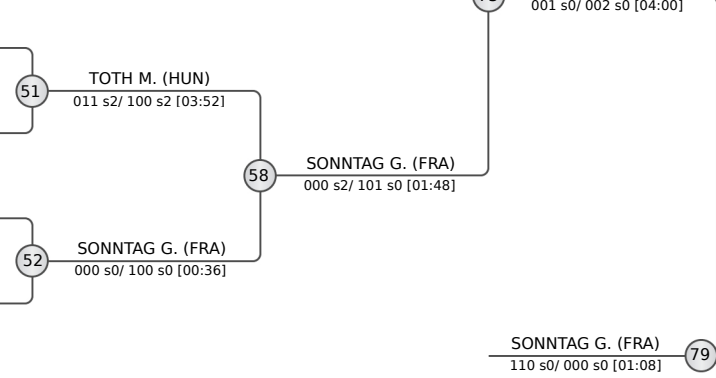 001 s0/ 002 s0 [04:00]
51
TOTH M. (HUN)
011 s2/ 100 s2 [03:52]
58
SONNTAG G. (FRA)
000 s2/ 101 s0 [01:48]
52
SONNTAG G. (FRA)
000 s0/ 100 s0 [00:36]
SONNTAG G. (FRA)
110 s0/ 000 s0 [01:08]
79